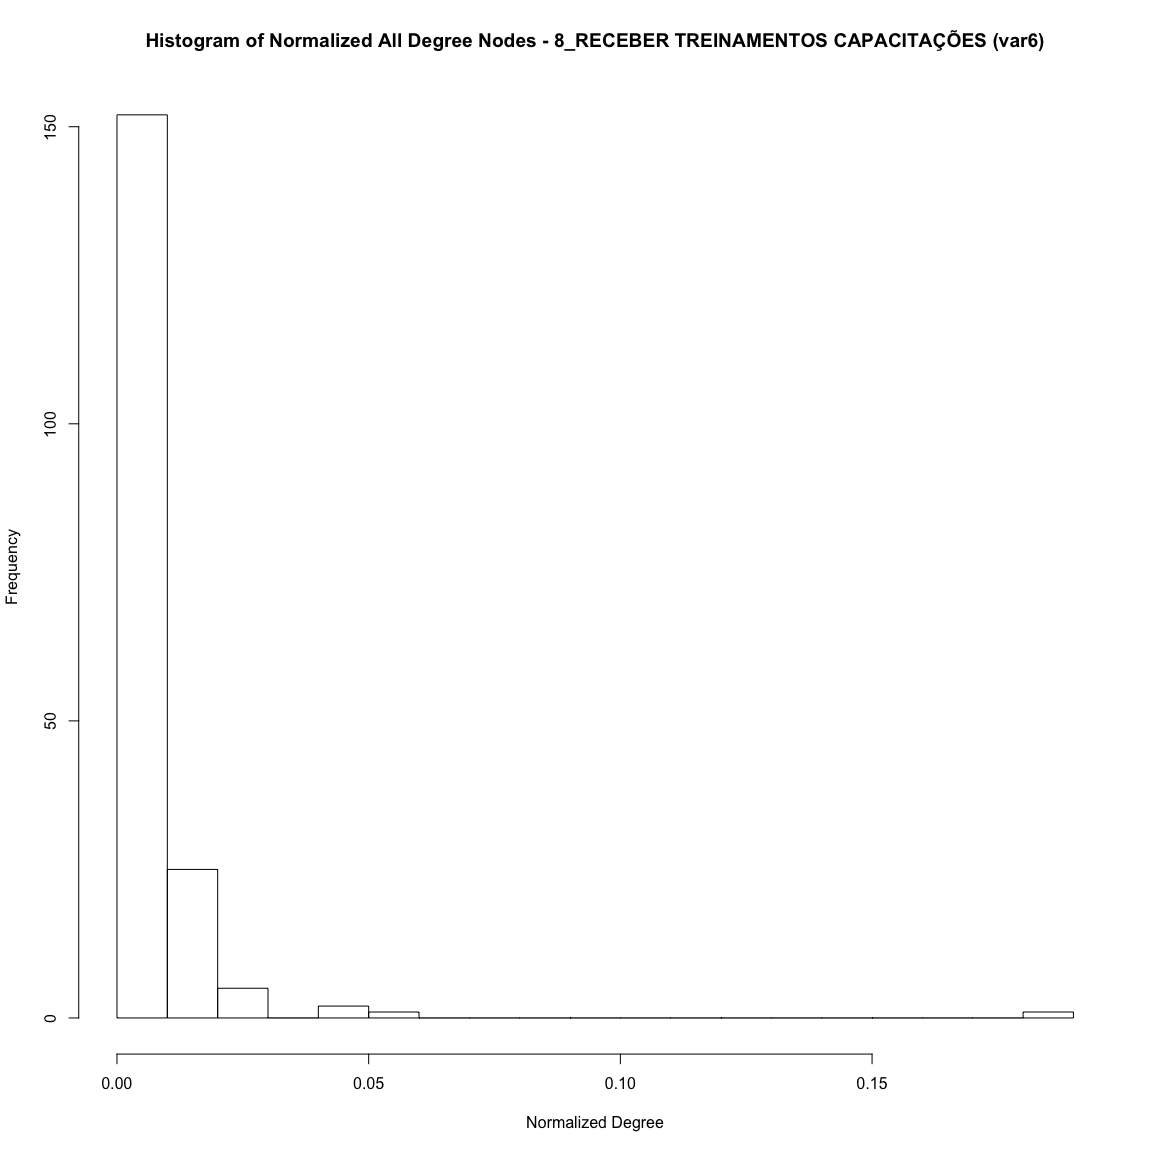 Histogram of Normalized All Degree Nodes - 8_RECEBER TREINAMENTOS CAPACITAÇÕES (var6)
150
100
50
0
Frequency
0.00 0.05 0.10 0.15
Normalized Degree